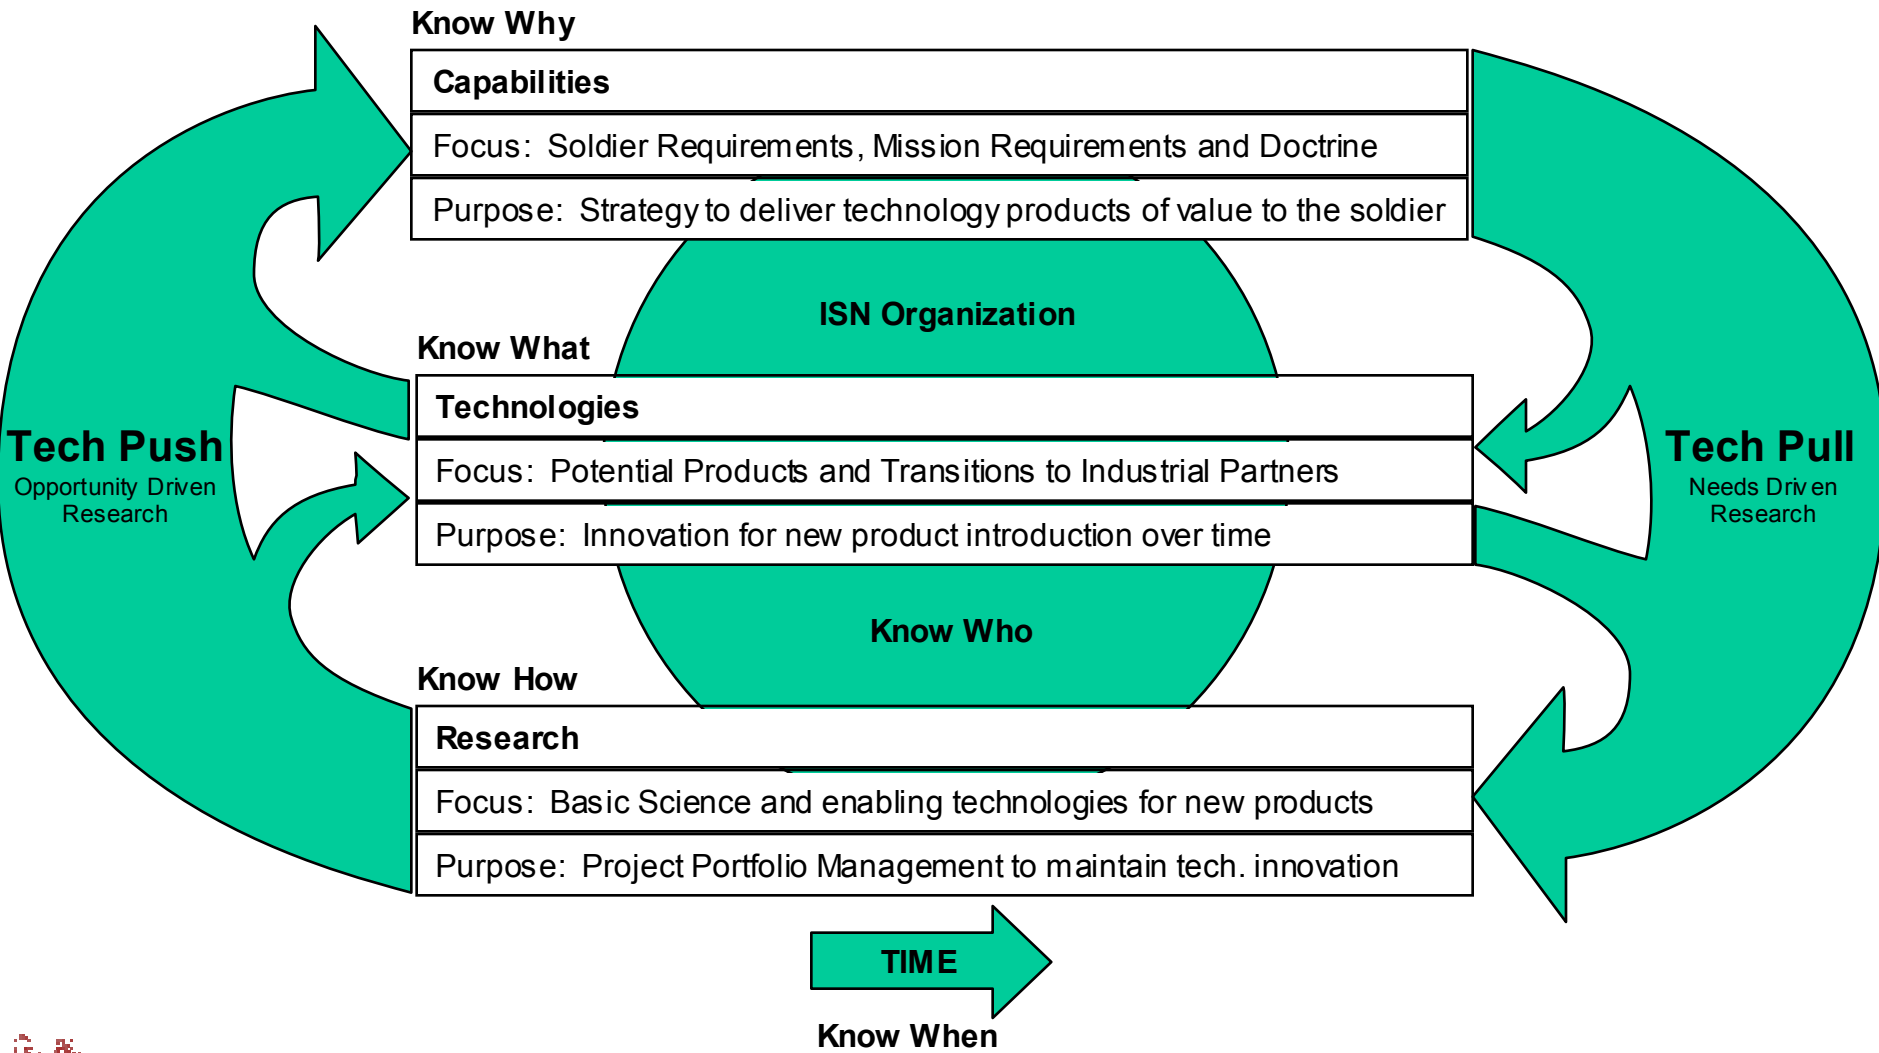 Know Why
Capabilities
Focus: Soldier Requirements, Mission Requirements and Doctrine
Purpose: Strategy to deliver technology products of value to the soldier
ISN Organization
Know What
Technologies
Focus: Potential Products and Transitions to Industrial Partners
Purpose: Innovation for new product introduction over time
Tech Push
Opportunity Driven
Research
Tech Pull
Needs Driven
Research
Know Who
Know How
Research
Focus: Basic Science and enabling technologies for new products
Purpose: Project Portfolio Management to maintain tech. innovation
TIME
Know When